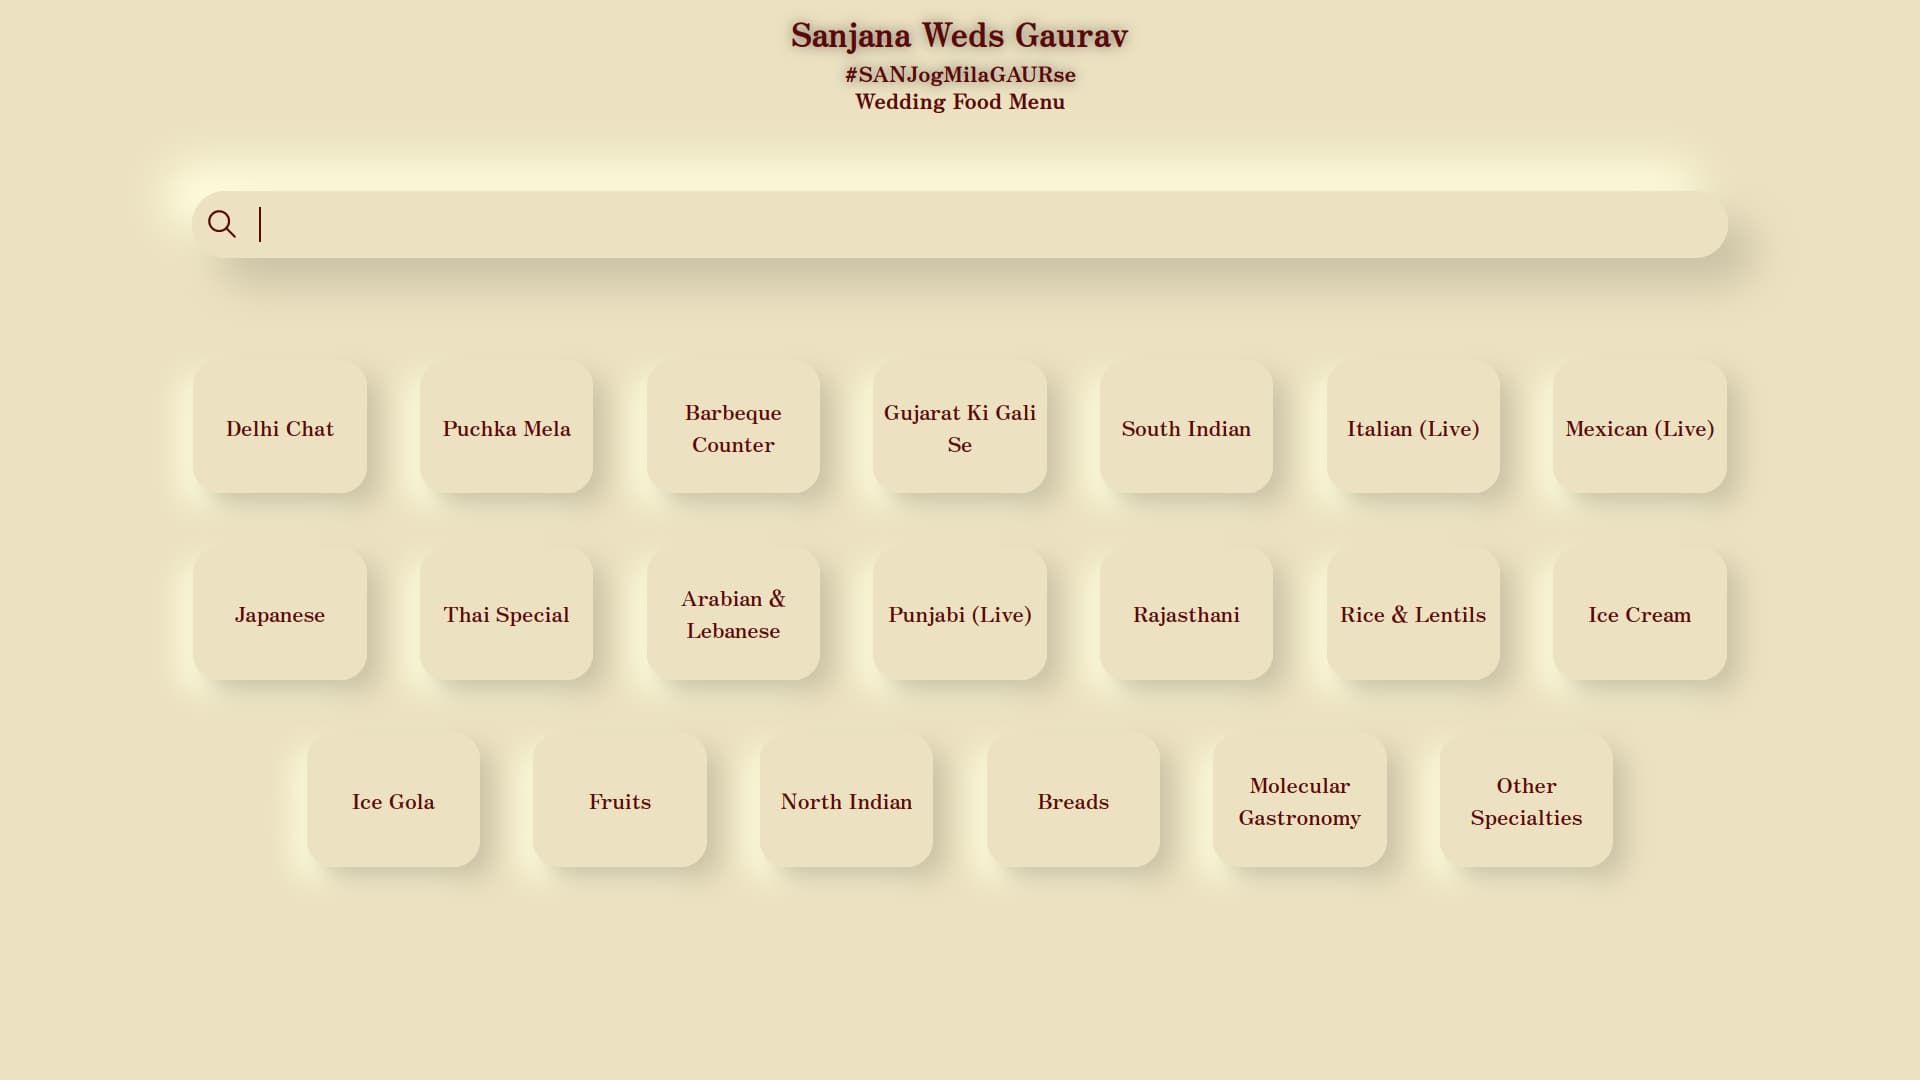 Sanjana Weds Gaurav
#SANJogMilaGAURse
Wedding Food Menu
Delhi Chat
Puchka Mela
Barbeque
Counter
Gujarat Ki Gali
Se
South Indian
Italian (Live)
Mexican (Live)
Japanese
Thai Special
Arabian &
Lebanese
Punjabi (Live)
Rajasthani
Rice & Lentils
Ice Cream
Ice Gola
Fruits
North Indian
Breads
Molecular
Gastronomy
Other
Specialties